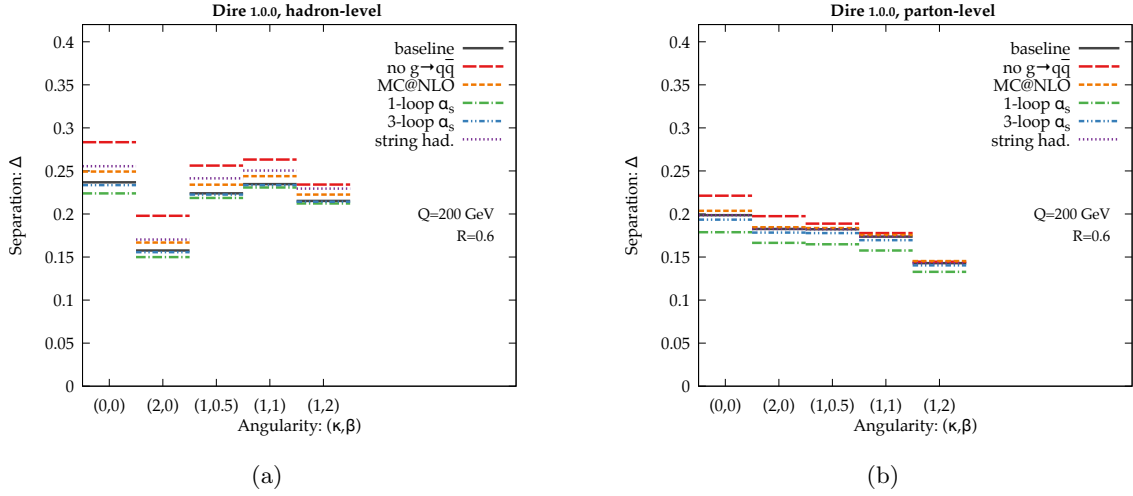 Dire 1.0.0, hadron-level
0.4
0.35
0.3
0.25
0.2
0.15
0.1
0.05
0
Separation: Δ
baseline
no g→qq̅
MC@NLO
1-loop αs
3-loop αs
string had.
Q=200 GeV
R=0.6
(0,0) (2,0) (1,0.5) (1,1) (1,2)
Angularity: (κ,β)
(a)
Dire 1.0.0, parton-level
0.4
0.35
0.3
0.25
0.2
0.15
0.1
0.05
0
Separation: Δ
baseline
no g→qq̅
MC@NLO
1-loop αs
3-loop αs
string had.
Q=200 GeV
R=0.6
(0,0) (2,0) (1,0.5) (1,1) (1,2)
Angularity: (κ,β)
(b)